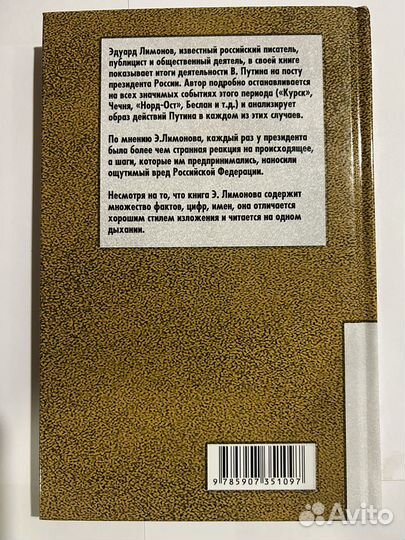 Эдуард Лимонов, известный российский писатель,
публицист и общественный деятель, в своей книге
показывает итоги деятельности В. Путина на посту
президента России. Автор подробно останавливается
на всех значимых событиях этого периода («Курск»,
Чечня, «Норд-Ост», Беслан и т.д.) и анализирует
образ действий Путина в каждом из этих случаев.
По мнению Э.Лимонова, каждый раз у президента
была более чем странная реакция на происходящее,
а шаги, которые им предпринимались, наносили
ощутимый вред Российской Федерации.
Несмотря на то, что книга Э. Лимонова содержит
множество фактов, цифр, имен, она отличается
хорошим стилем изложения и читается на одном
дыхании.
9 785907 351097
Avito